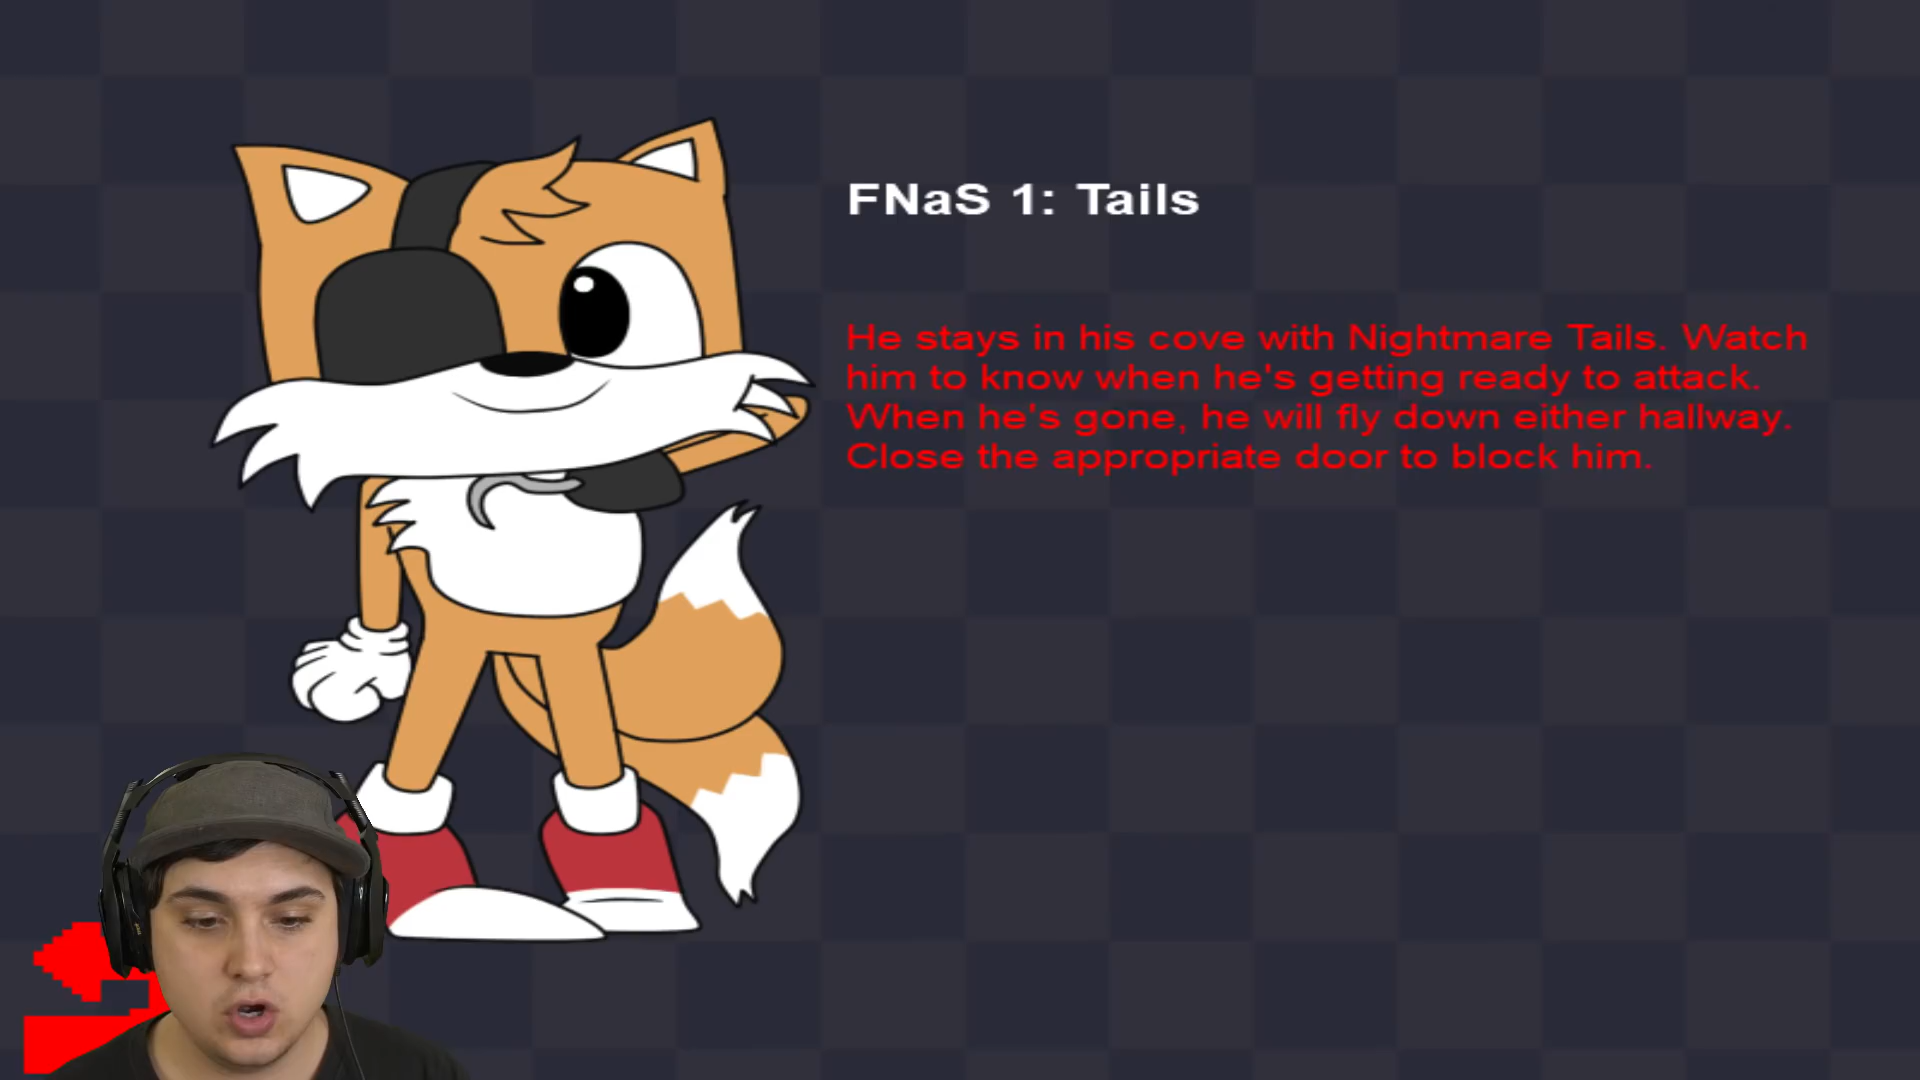 FNaS 1: Tails
He stays in his cove with Nightmare Tails. Watch
him to know when he's getting ready to attack.
When he's gone, he will fly down either hallway.
Close the appropriate door to block him.